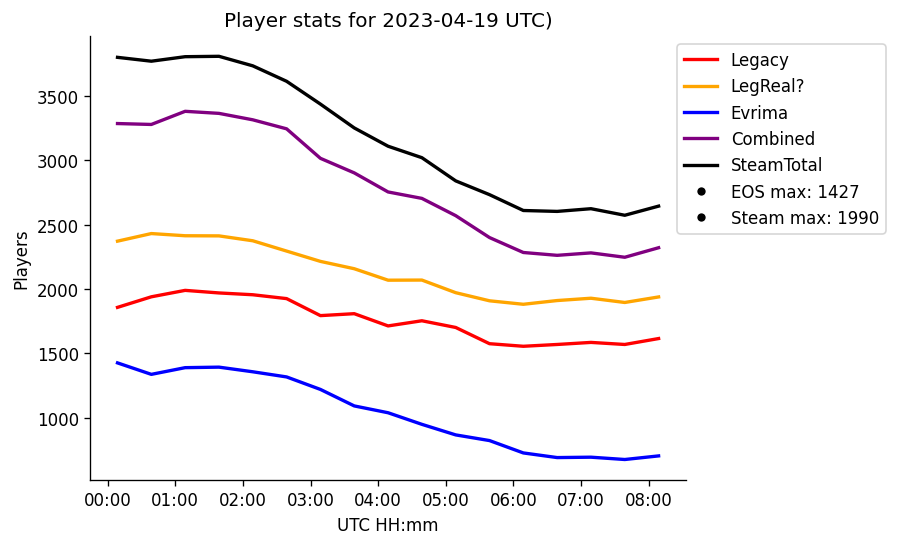 Player stats for 2023-04-19 UTC)
Legacy
LegReal?
Evrima
Combined
SteamTotal
EOS max: 1427
Steam max: 1990
Players
3500
3000
2500
2000
1500
1000
00:00 01:00 02:00 03:00 04:00 05:00 06:00 07:00 08:00
UTC HH:mm